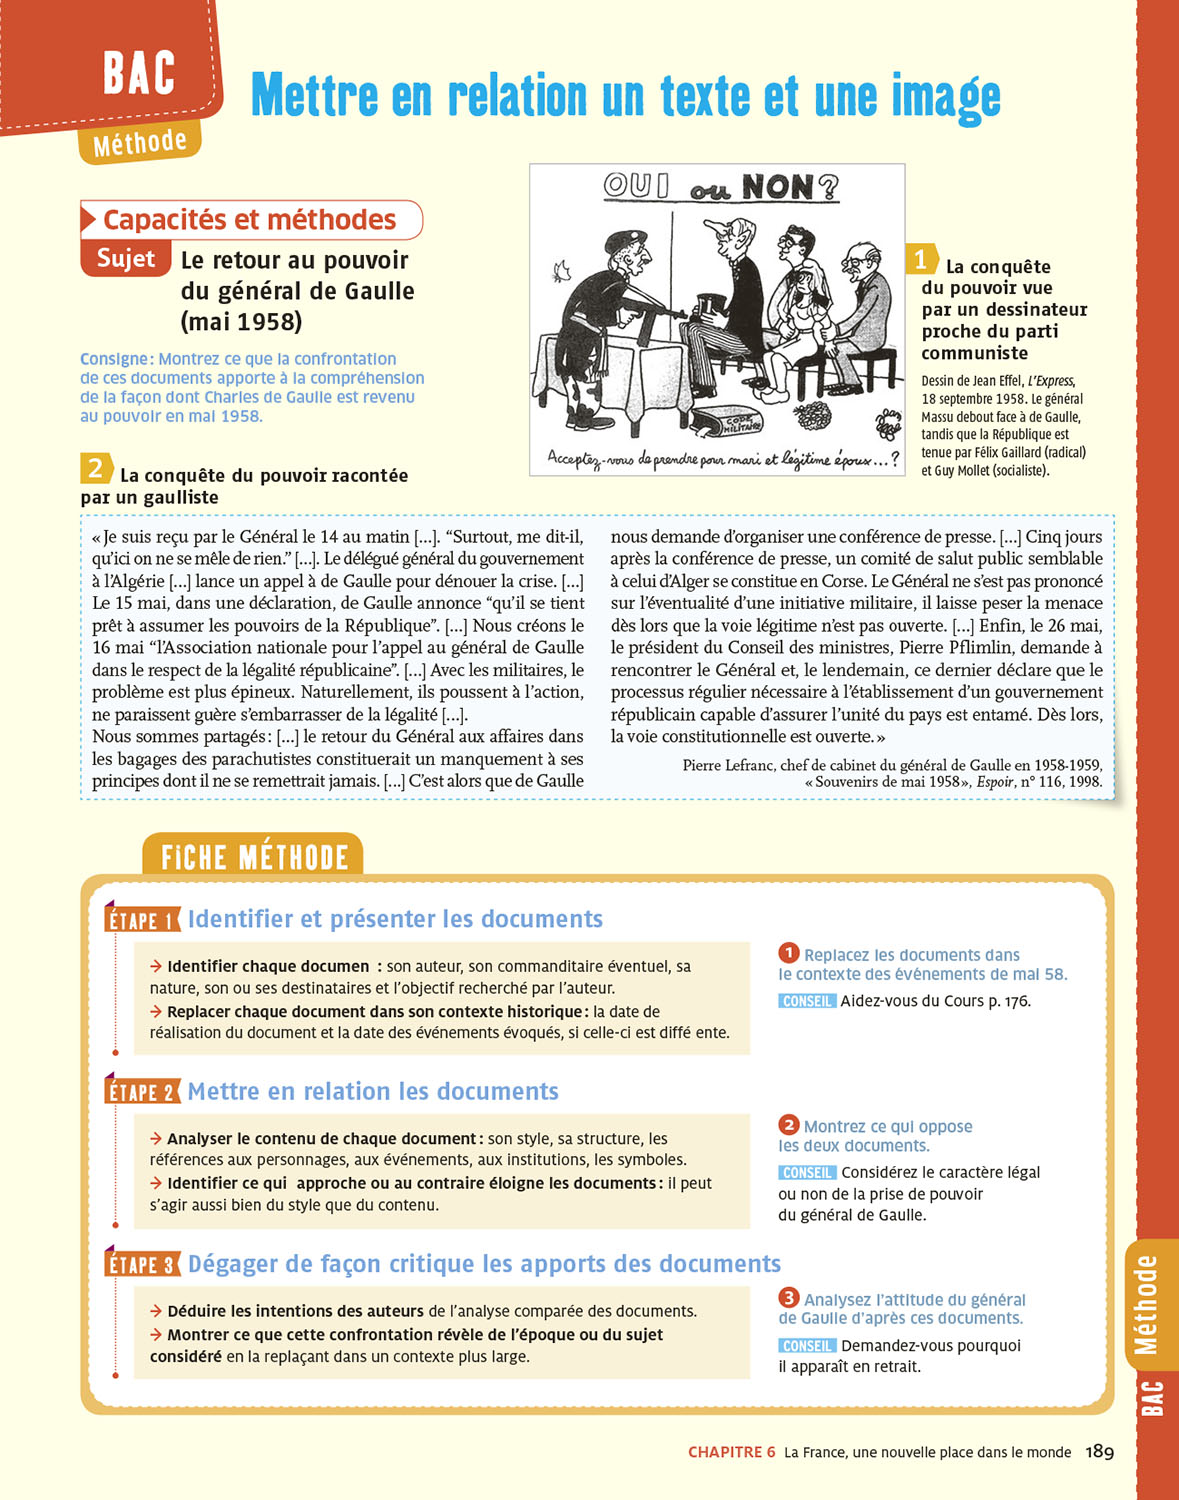 BAC
Méthode
Mettre en relation un texte et une image
Capacités et méthodes
Sujet
Le retour au pouvoir
du général de Gaulle
(mai 1958)
Consigne : Montrez ce que la confrontation
de ces documents apporte à la compréhension
de la façon dont Charles de Gaulle est revenu
au pouvoir en mai 1958.
OUI ou NON ?
CODE
MILITAIRE
Acceptez-vous de prendre pour mari et légitime époux...?
1 La conquête
du pouvoir vue
par un dessinateur
proche du parti
communiste
Dessin de Jean Effel, L'Express,
18 septembre 1958. Le général
Massu debout face à de Gaulle,
tandis que la République est
tenue par Félix Gaillard (radical)
et Guy Mollet (socialiste).
2 La conquête du pouvoir racontée
par un gaulliste
« Je suis reçu par le Général le 14 au matin [...]. “Surtout, me dit-il,
qu'ici on ne se mêle de rien.” [...]. Le délégué général du gouvernement
à l'Algérie [...] lance un appel à de Gaulle pour dénouer la crise. [...]
Le 15 mai, dans une déclaration, de Gaulle annonce “qu'il se tient
prêt à assumer les pouvoirs de la République”. [...] Nous créons le
16 mai “l'Association nationale pour l'appel au général de Gaulle
dans le respect de la légalité républicaine”. [...] Avec les militaires, le
problème est plus épineux. Naturellement, ils poussent à l'action,
ne paraissent guère s'embarrasser de la légalité [...].
Nous sommes partagés : [...] le retour du Général aux affaires dans
les bagages des parachutistes constituerait un manquement à ses
principes dont il ne se remettrait jamais. [...] C'est alors que de Gaulle
nous demande d'organiser une conférence de presse. [...] Cinq jours
après la conférence de presse, un comité de salut public semblable
à celui d'Alger se constitue en Corse. Le Général ne s'est pas prononcé
sur l'éventualité d'une initiative militaire, il laisse peser la menace
dès lors que la voie légitime n'est pas ouverte. [...] Enfin, le 26 mai,
le président du Conseil des ministres, Pierre Pflimlin, demande à
rencontrer le Général et, le lendemain, ce dernier déclare que le
processus régulier nécessaire à l'établissement d'un gouvernement
républicain capable d'assurer l'unité du pays est entamé. Dès lors,
la voie constitutionnelle est ouverte. »
Pierre Lefranc, chef de cabinet du général de Gaulle en 1958-1959,
« Souvenirs de mai 1958 », Espoir, n° 116, 1998.
FICHE MÉTHODE
ÉTAPE 1 Identifier et présenter les documents
→ Identifier chaque documen : son auteur, son commanditaire éventuel, sa
nature, son ou ses destinataires et l'objectif recherché par l'auteur.
→ Replacer chaque document dans son contexte historique : la date de
réalisation du document et la date des événements évoqués, si celle-ci est diffé ente.
1 Replacez les documents dans
le contexte des événements de mai 58.
CONSEIL Aidez-vous du Cours p. 176.
ÉTAPE 2 Mettre en relation les documents
→ Analyser le contenu de chaque document : son style, sa structure, les
références aux personnages, aux événements, aux institutions, les symboles.
→ Identifier ce qui approche ou au contraire éloigne les documents : il peut
s'agir aussi bien du style que du contenu.
2 Montrez ce qui oppose
les deux documents.
CONSEIL Considérez le caractère légal
ou non de la prise de pouvoir
du général de Gaulle.
ÉTAPE 3 Dégager de façon critique les apports des documents
→ Déduire les intentions des auteurs de l'analyse comparée des documents.
→ Montrer ce que cette confrontation révèle de l'époque ou du sujet
considéré en la replaçant dans un contexte plus large.
3 Analysez l'attitude du général
de Gaulle d'après ces documents.
CONSEIL Demandez-vous pourquoi
il apparaît en retrait.
BAC Méthode
CHAPITRE 6 La France, une nouvelle place dans le monde 189